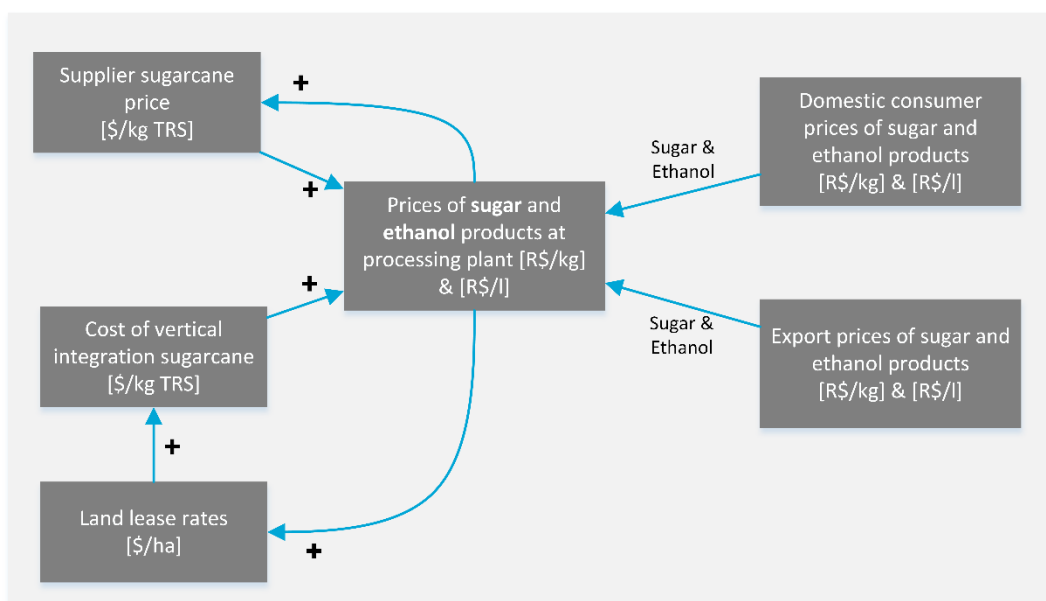 Supplier sugarcane
price
[$/kg TRS]
+
+
Prices of sugar and
ethanol products at
processing plant [R$/kg]
& [R$/l]
Domestic consumer
prices of sugar and
ethanol products
[R$/kg] & [R$/l]
Sugar &
Ethanol
Export prices of sugar and
ethanol products
[R$/kg] & [R$/l]
Sugar &
Ethanol
+
Cost of vertical
integration sugarcane
[$/kg TRS]
+
Land lease rates
[$/ha]
+